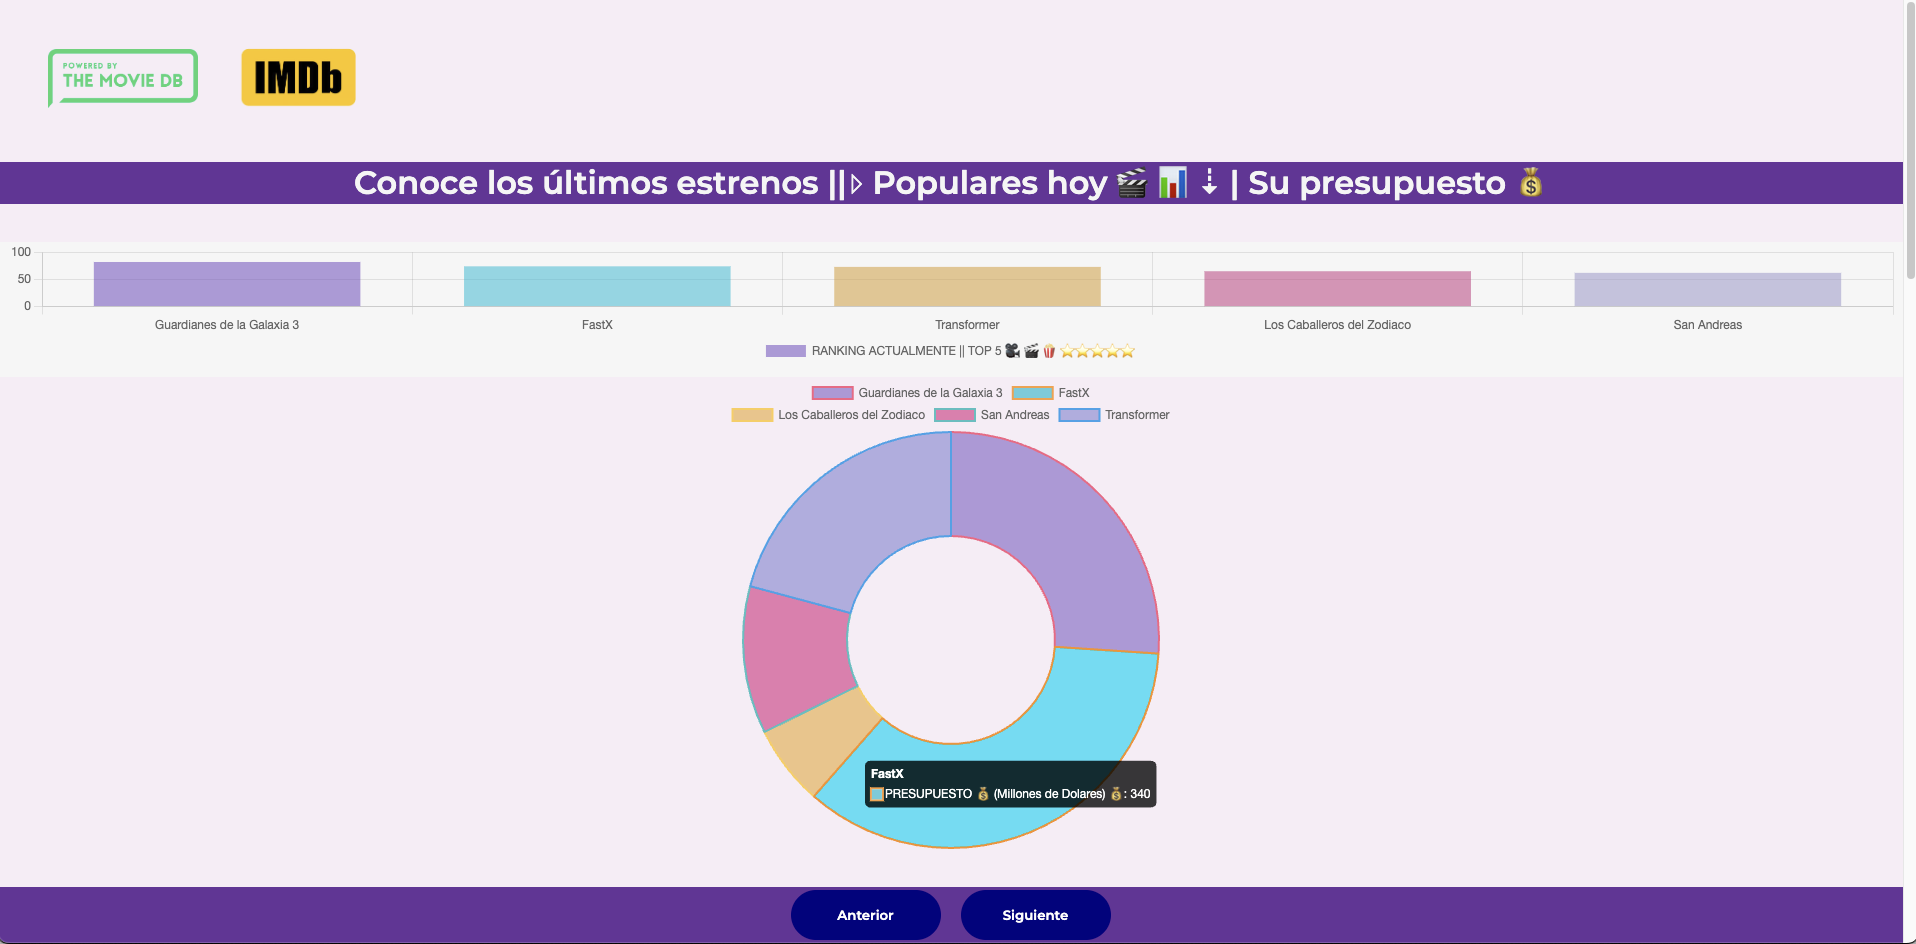 POWERED BY
THE MOVIE DB
IMDb
Conoce los últimos estrenos ||▹ Populares hoy 🎬 📊 ⇣ | Su presupuesto 💰
100
50
0
Guardianes de la Galaxia 3 FastX Transformer Los Caballeros del Zodiaco San Andreas
RANKING ACTUALMENTE || TOP 5 🎥 🎬 🍿 ⭐⭐⭐⭐⭐
Guardianes de la Galaxia 3 FastX
Los Caballeros del Zodiaco San Andreas Transformer
FastX
PRESUPUESTO 💰 (Millones de Dolares) 💰: 340
Anterior Siguiente